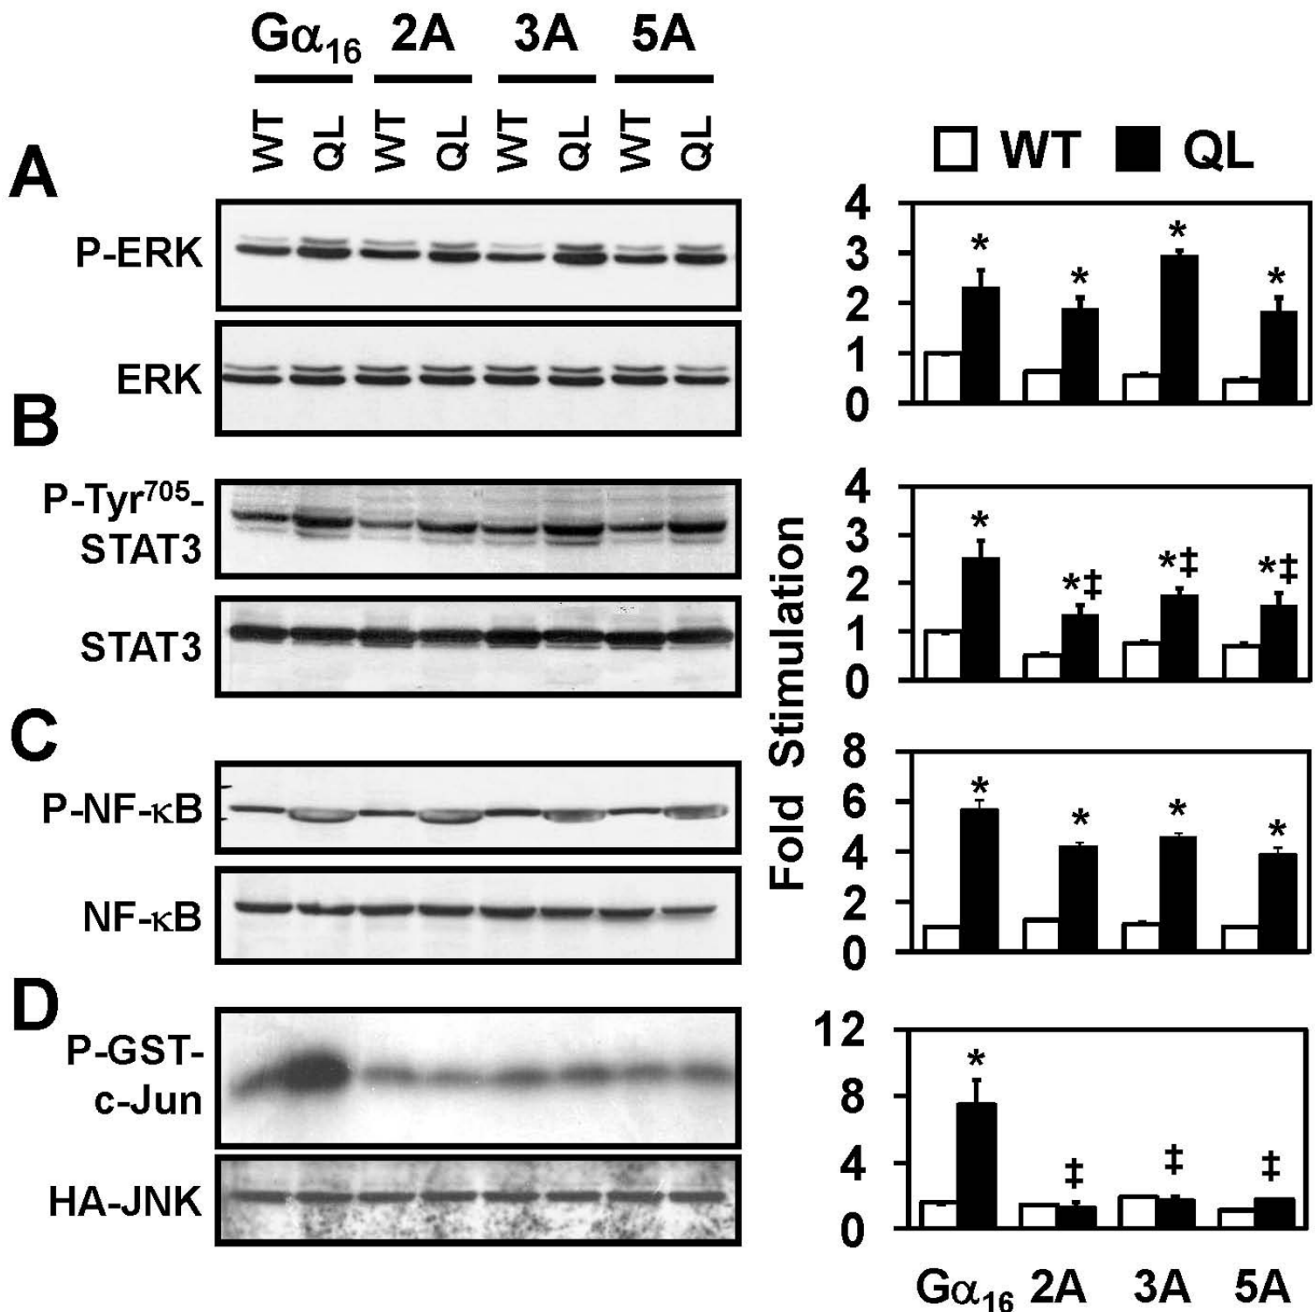 Gα16 2A 3A 5A
WT QL WT QL WT QL WT QL
WT QL
A
P-ERK
ERK
4
3
2
1
0
* * * *
B
P-Tyr705-
STAT3
STAT3
4
3
2
1
0
* *‡ *‡ *‡
Fold Stimulation
C
P-NF-κB
NF-κB
8
6
4
2
0
* * * *
D
P-GST-
c-Jun
HA-JNK
12
8
4
0
* ‡ ‡ ‡
Gα16 2A 3A 5A